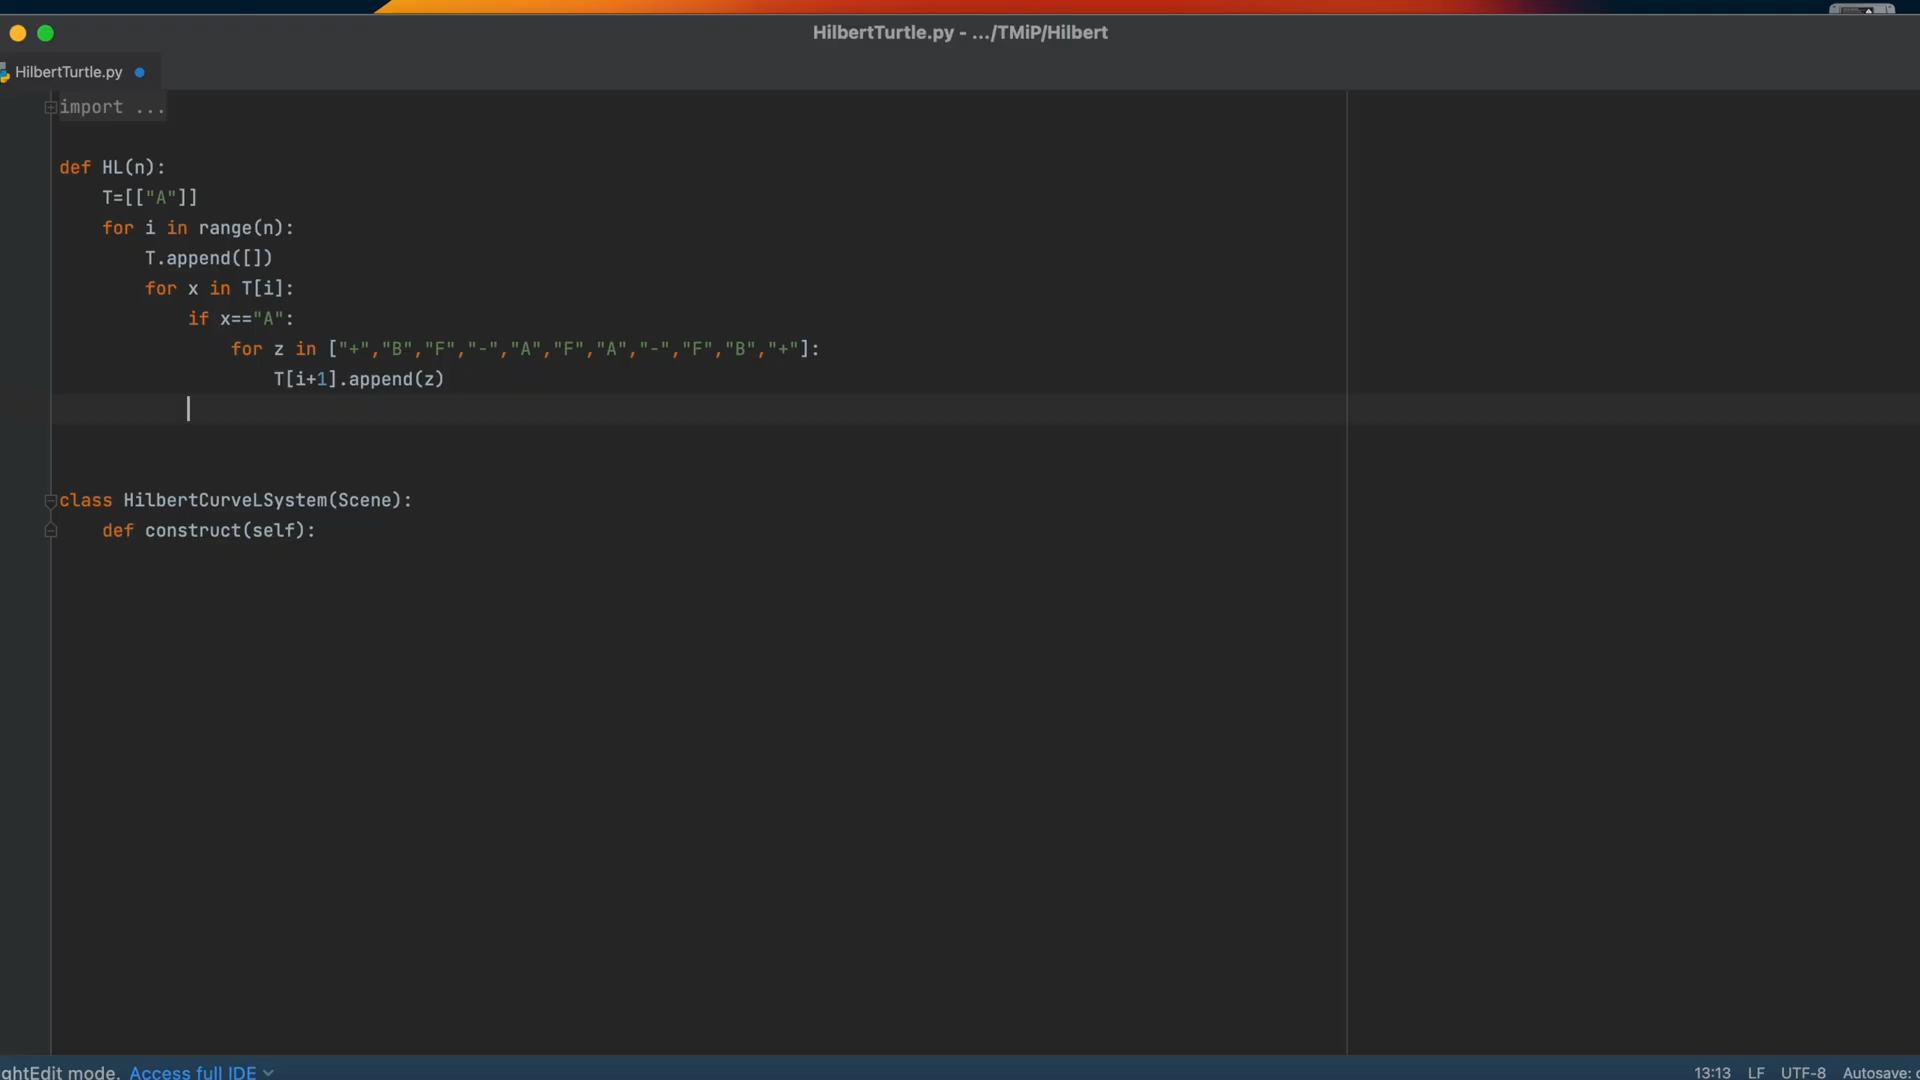 HilbertTurtle.py - .../TMiP/Hilbert
HilbertTurtle.py
import ...
def HL(n):
T=[["A"]]
for i in range(n):
T.append([])
for x in T[i]:
if x=="A":
for z in ["+","B","F","-","A","F","A","-","F","B","+"]:
T[i+1].append(z)
class HilbertCurveLSystem(Scene):
def construct(self):
ghtEdit mode. Access full IDE 13:13 LF UTF-8 Autosave: